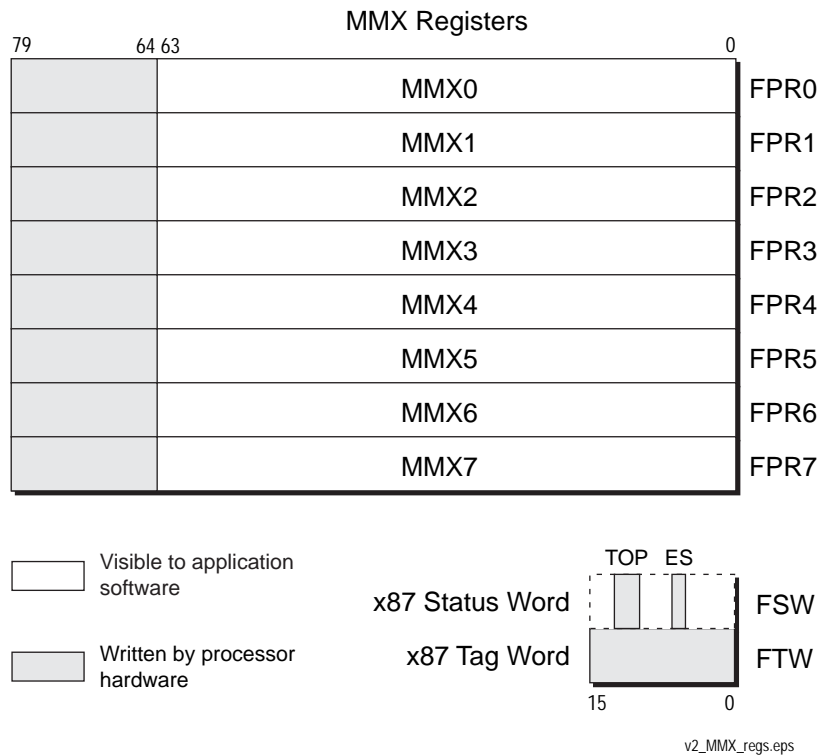 MMX Registers
79 64 63 0
MMX0 FPR0
MMX1 FPR1
MMX2 FPR2
MMX3 FPR3
MMX4 FPR4
MMX5 FPR5
MMX6 FPR6
MMX7 FPR7
Visible to application
software
Written by processor
hardware
TOP ES
x87 Status Word FSW
x87 Tag Word FTW
15 0
v2_MMX_regs.eps